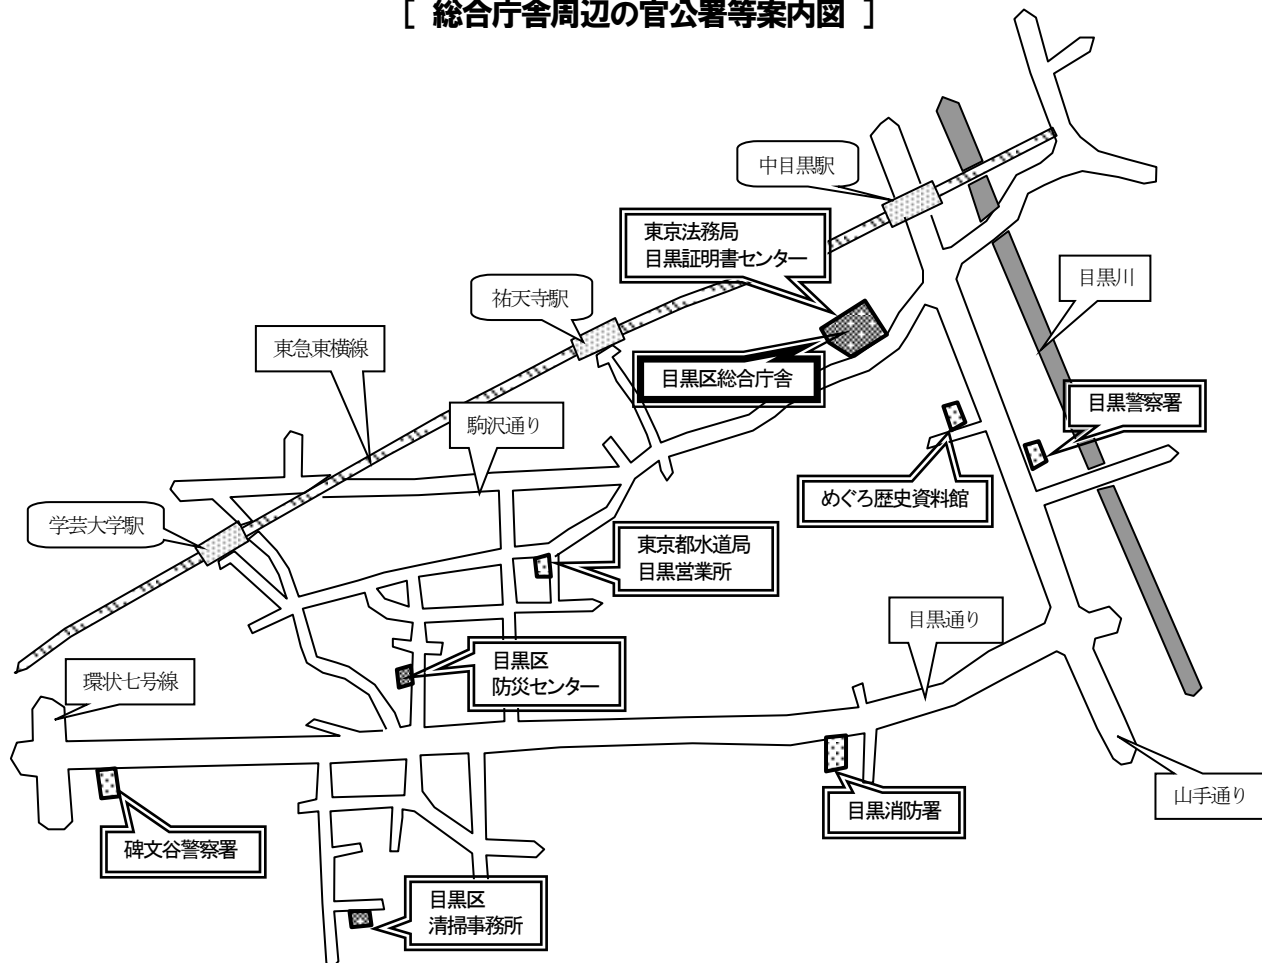 [ 総合庁舎周辺の官公署等案内図 ]
中目黒駅
東京法務局
目黒証明書センター
目黒川
祐天寺駅
東急東横線
目黒区総合庁舎
目黒警察署
駒沢通り
めぐろ歴史資料館
学芸大学駅
東京都水道局
目黒営業所
目黒通り
目黒区
防災センター
環状七号線
山手通り
目黒消防署
碑文谷警察署
目黒区
清掃事務所